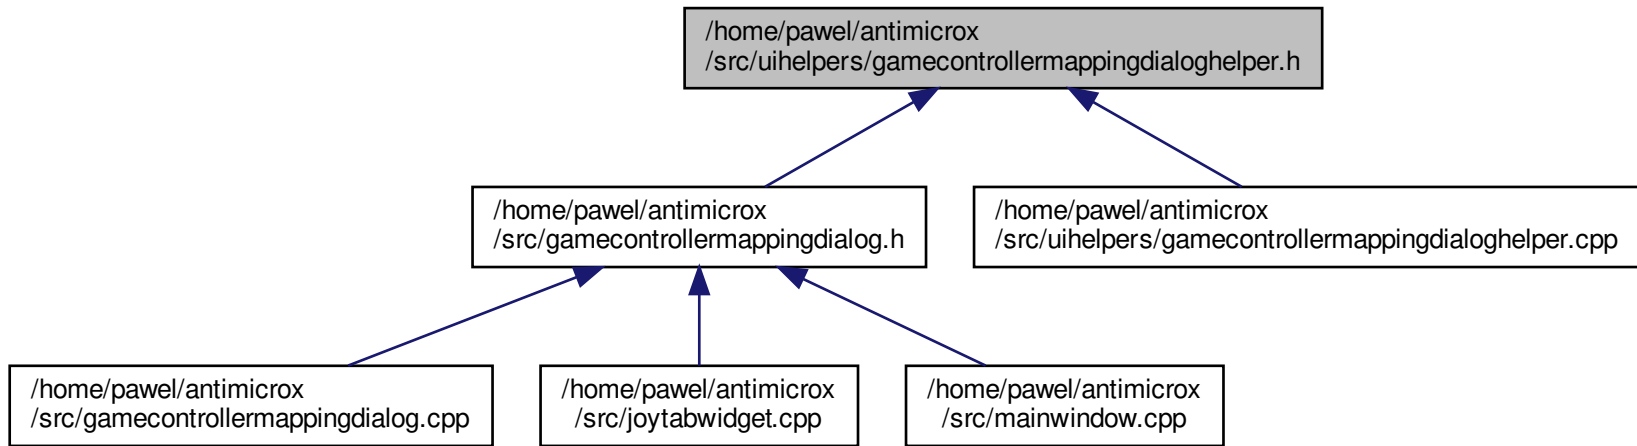 /home/pawel/antimicrox
/src/uihelpers/gamecontrollermappingdialoghelper.h
/home/pawel/antimicrox
/src/gamecontrollermappingdialog.h
/home/pawel/antimicrox
/src/uihelpers/gamecontrollermappingdialoghelper.cpp
/home/pawel/antimicrox
/src/gamecontrollermappingdialog.cpp
/home/pawel/antimicrox
/src/joytabwidget.cpp
/home/pawel/antimicrox
/src/mainwindow.cpp